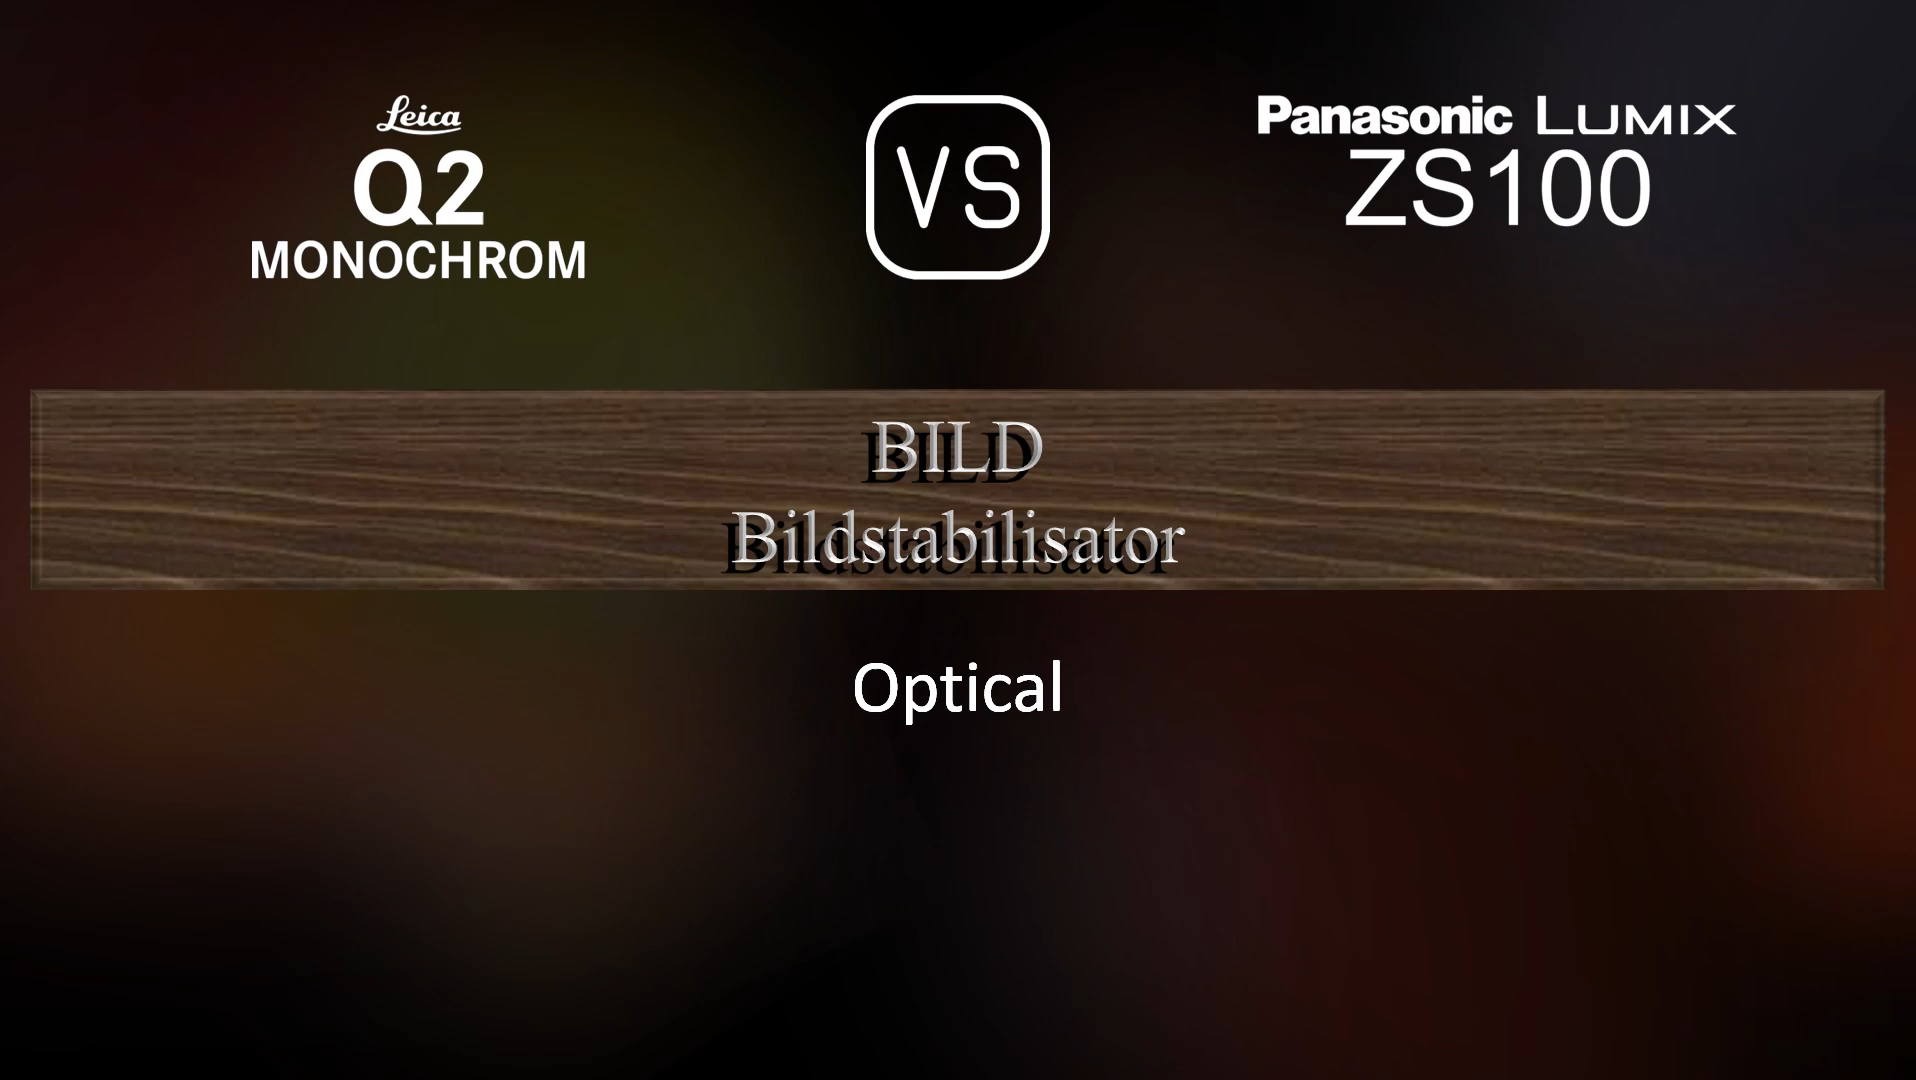 Leica
Q2
MONOCHROM
VS
Panasonic LUMIX
ZS100
BILD
Bildstabilisator
Optical